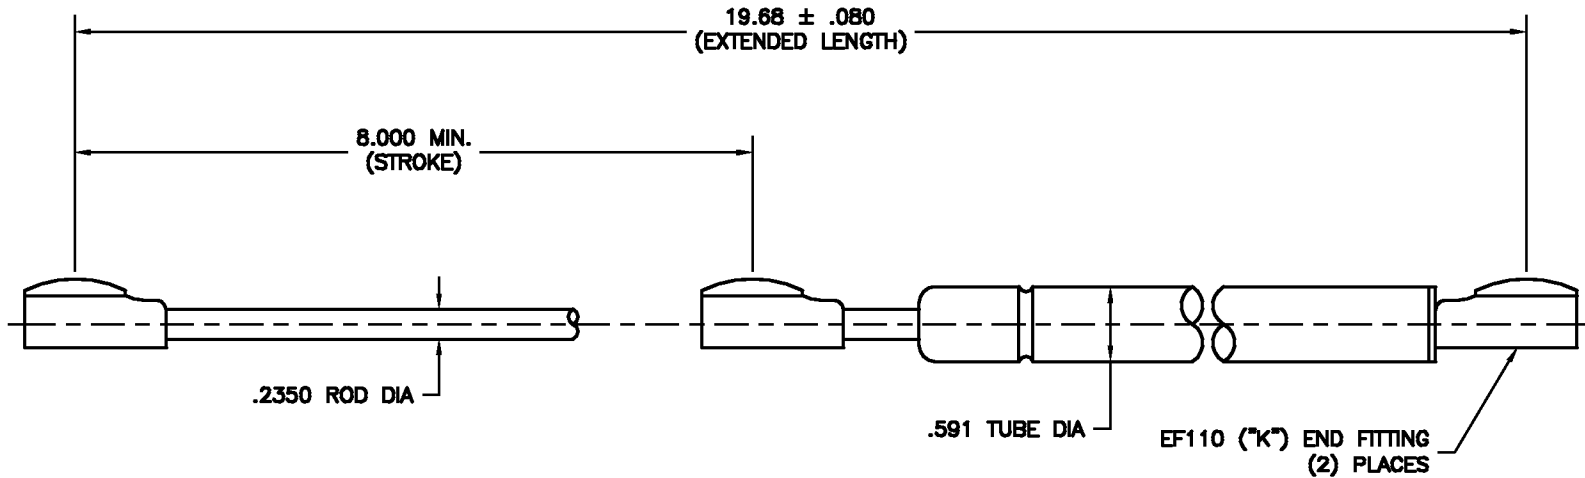 19.68 ± .080
(EXTENDED LENGTH)
8.000 MIN.
(STROKE)
.2350 ROD DIA
.591 TUBE DIA
EF110 ("K") END FITTING
(2) PLACES